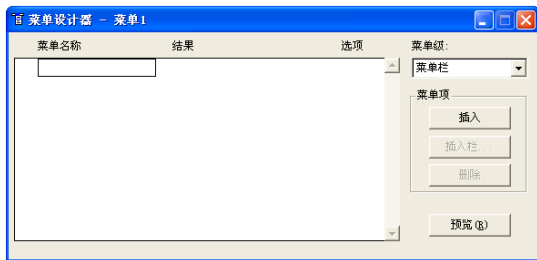 菜单设计器 - 菜单1
菜单名称 结果 选项 菜单级:
菜单栏
菜单项
插入
插入栏...
删除
预览(R)